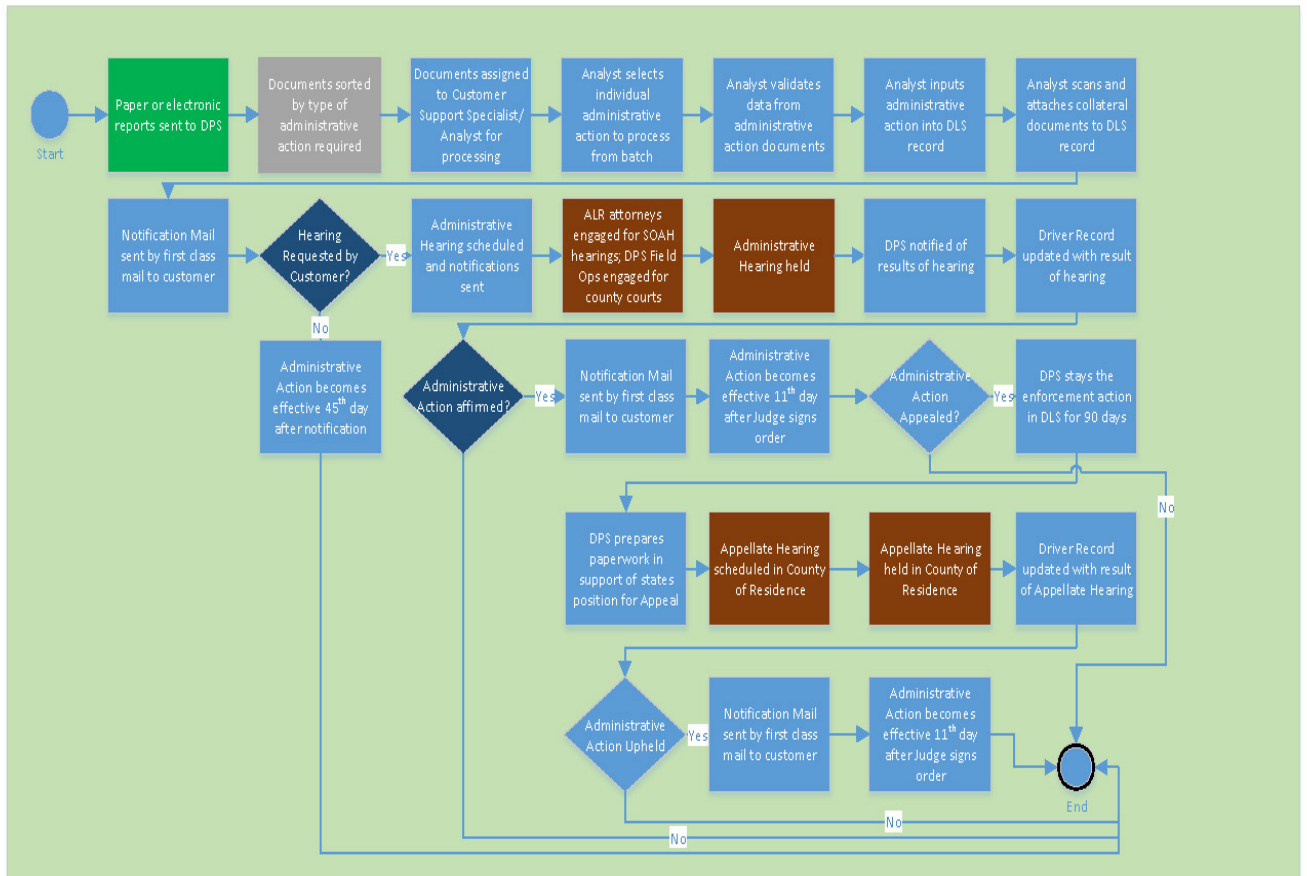 Start
Paper or electronic
reports sent to DPS
Documents sorted
by type of
administrative
action required
Documents assigned
to Customer
Support Specialist/
Analyst for
processing
Analyst selects
individual
administrative
action to process
from batch
Analyst validates
data from
administrative
action documents
Analyst inputs
administrative
action into DLS
record
Analyst scans and
attaches collateral
documents to DLS
record
Notification Mail
sent by first class
mail to customer
Hearing
Requested by
Customer?
Yes
No
Administrative
Hearing scheduled
and notifications
sent
ALR attorneys
engaged for SOAH
hearings; DPS Field
Ops engaged for
county courts
Administrative
Hearing held
DPS notified of
results of hearing
Driver Record
updated with result
of hearing
Administrative
Action becomes
effective 45th day
after notification
Administrative
Action affirmed?
Yes
Notification Mail
sent by first class
mail to customer
Administrative
Action becomes
effective 11th day
after Judge signs
order
Administrative
Action
Appealed?
Yes
DPS stays the
enforcement action
in DLS for 90 days
No
DPS prepares
paperwork in
support of states
position for Appeal
Appellate Hearing
scheduled in County
of Residence
Appellate Hearing
held in County of
Residence
Driver Record
updated with result
of Appellate Hearing
Administrative
Action Upheld
Yes
Notification Mail
sent by first class
mail to customer
Administrative
Action becomes
effective 11th day
after Judge signs
order
End
No
No